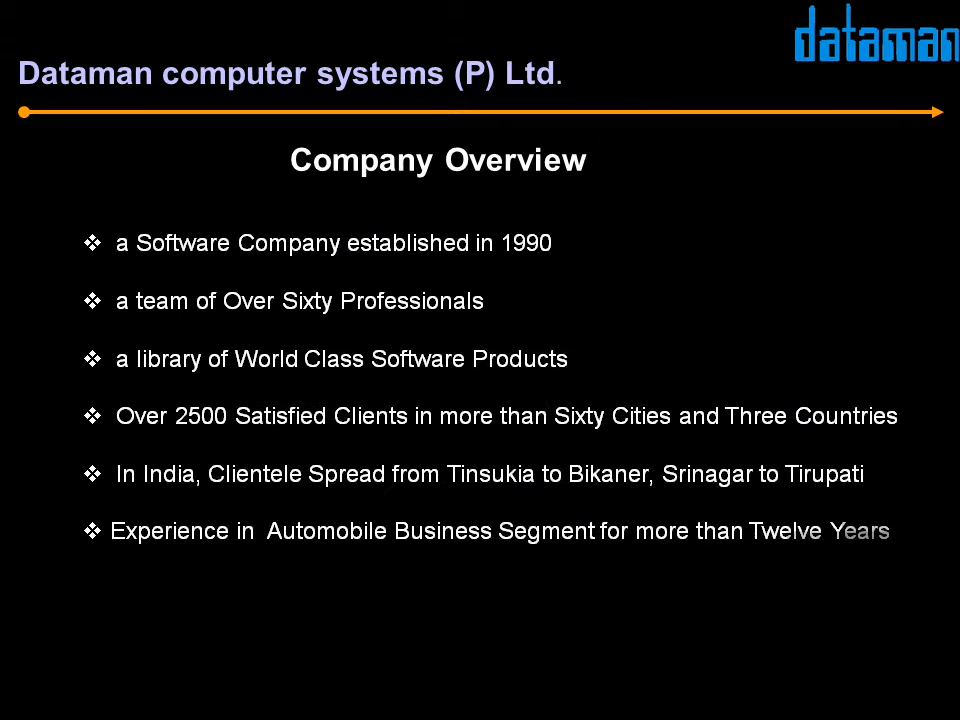 dataman
Dataman computer systems (P) Ltd.
Company Overview
❖ a Software Company established in 1990
❖ a team of Over Sixty Professionals
❖ a library of World Class Software Products
❖ Over 2500 Satisfied Clients in more than Sixty Cities and Three Countries
❖ In India, Clientele Spread from Tinsukia to Bikaner, Srinagar to Tirupati
❖ Experience in Automobile Business Segment for more than Twelve Years